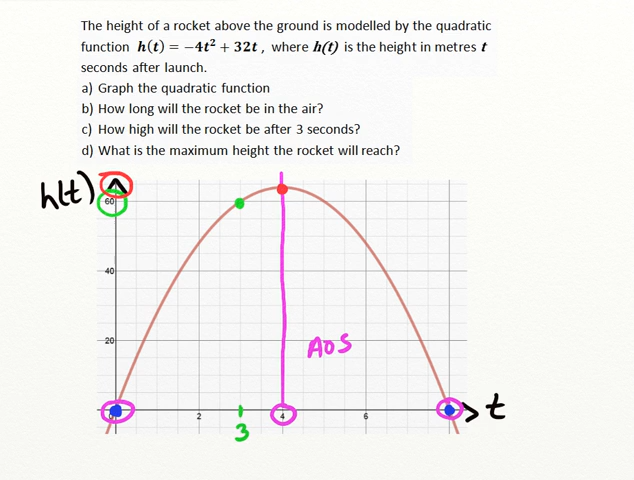 The height of a rocket above the ground is modelled by the quadratic
function h(t) = −4t² + 32t , where h(t) is the height in metres t
seconds after launch.
a) Graph the quadratic function
b) How long will the rocket be in the air?
c) How high will the rocket be after 3 seconds?
d) What is the maximum height the rocket will reach?
h(t)
60
40
20
AOS
0 2 4 6
t
3